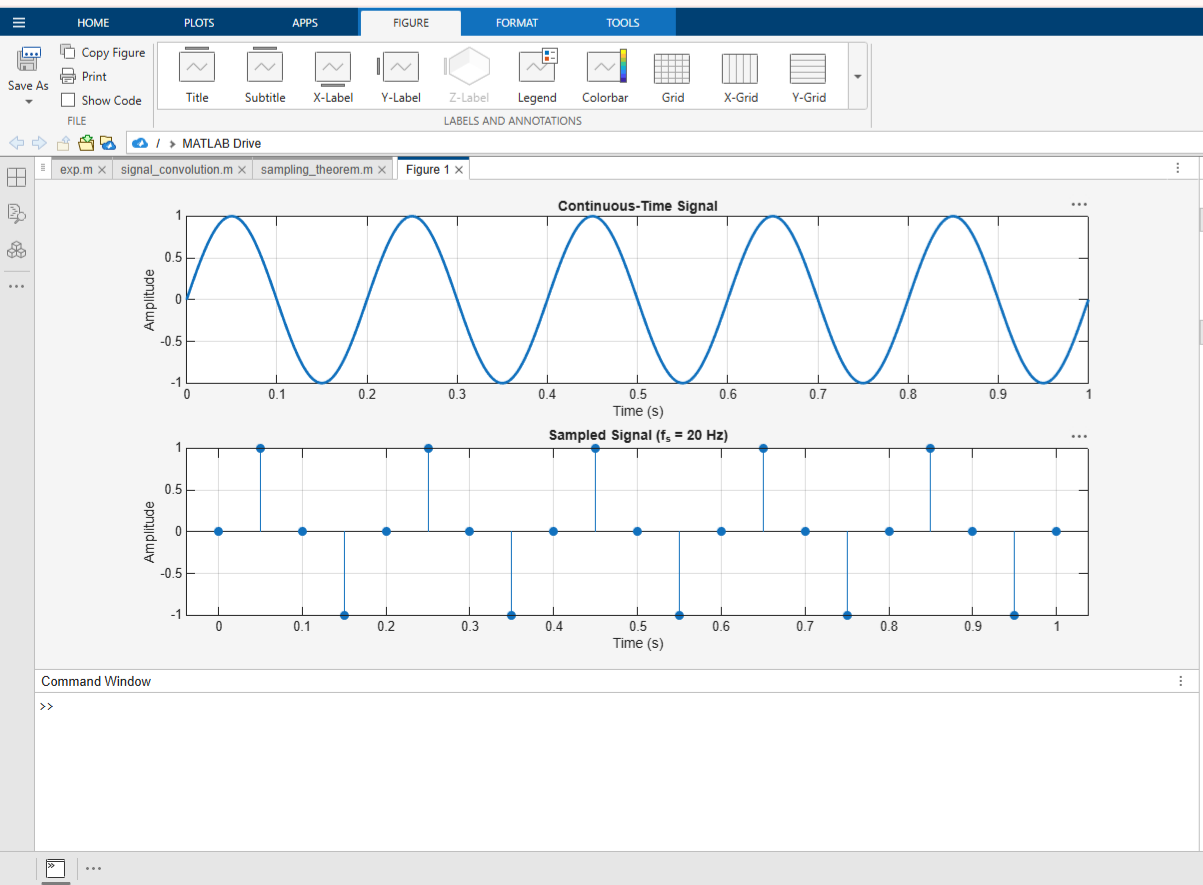 HOME PLOTS APPS FIGURE FORMAT TOOLS
Save As
Copy Figure
Print
Show Code
FILE
Title Subtitle X-Label Y-Label Z-Label Legend Colorbar Grid X-Grid Y-Grid
LABELS AND ANNOTATIONS
/ > MATLAB Drive
exp.m × signal_convolution.m × sampling_theorem.m × Figure 1 ×
Continuous-Time Signal
Amplitude
1
0.5
0
-0.5
-1
0 0.1 0.2 0.3 0.4 0.5 0.6 0.7 0.8 0.9 1
Time (s)
Sampled Signal (fₛ = 20 Hz)
Amplitude
1
0.5
0
-0.5
-1
0 0.1 0.2 0.3 0.4 0.5 0.6 0.7 0.8 0.9 1
Time (s)
Command Window
>>